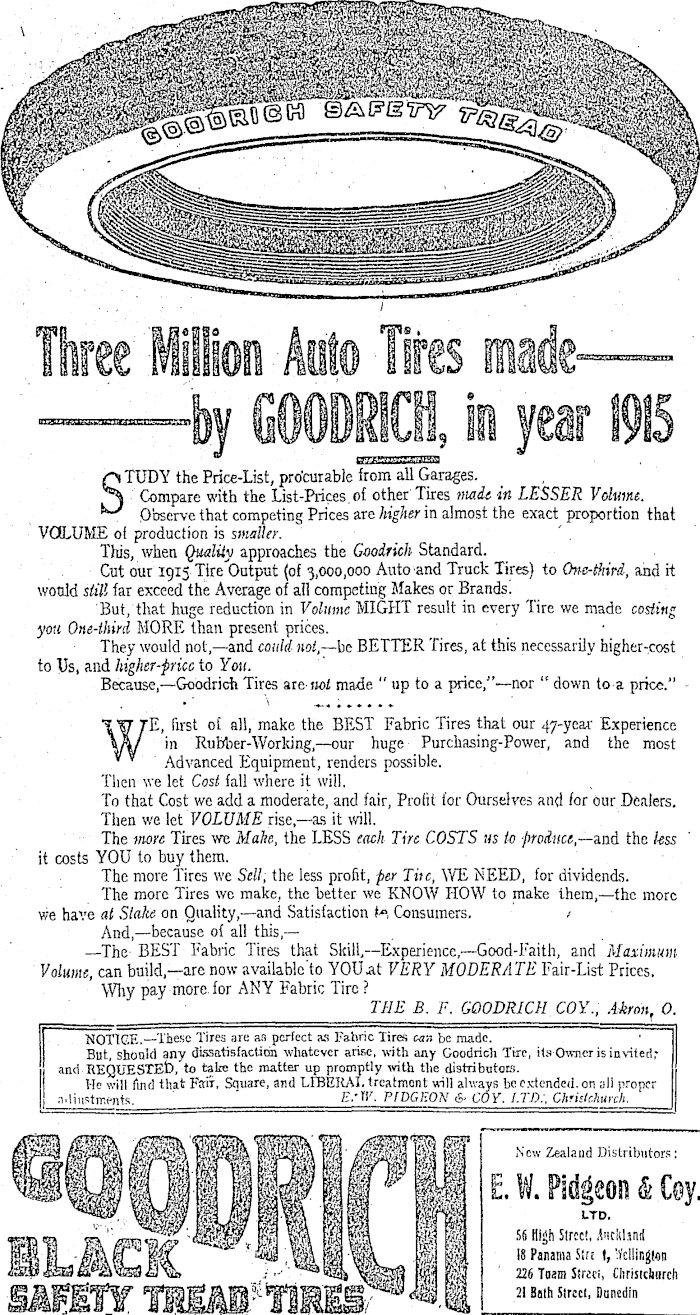 GOODRICH SAFETY TREAD
Three Million Auto Tires made—
—by GOODRICH, in year 1915
STUDY the Price-List, procurable from all Garages.
Compare with the List-Prices of other Tires made in LESSER Volume.
Observe that competing Prices are higher in almost the exact proportion that
VOLUME of production is smaller.
This, when Quality approaches the Goodrich Standard.
Cut our 1915 Tire Output (of 3,000,000 Auto and Truck Tires) to One-third, and it
would still far exceed the Average of all competing Makes or Brands.
But, that huge reduction in Volume MIGHT result in every Tire we made costing
you One-third MORE than present prices.
They would not,—and could not,—be BETTER Tires, at this necessarily higher-cost
to Us, and higher-price to You.
Because,—Goodrich Tires are not made "up to a price,"—nor "down to a price."
WE, first of all, make the BEST Fabric Tires that our 47-year Experience
in Rubber-Working,—our huge Purchasing-Power, and the most
Advanced Equipment, renders possible.
Then we let Cost fall where it will.
To that Cost we add a moderate, and fair, Profit for Ourselves and for our Dealers.
Then we let VOLUME rise,—as it will.
The more Tires we Make, the LESS each Tire COSTS us to produce,—and the less
it costs YOU to buy them.
The more Tires we Sell, the less profit, per Tire, WE NEED, for dividends.
The more Tires we make, the better we KNOW HOW to make them,—the more
we have at Stake on Quality,—and Satisfaction to Consumers.
And,—because of all this,—
—The BEST Fabric Tires that Skill,—Experience,—Good-Faith, and Maximum
Volume, can build,—are now available to YOU at VERY MODERATE Fair-List Prices.
Why pay more for ANY Fabric Tire?
THE B. F. GOODRICH COY., Akron, O.
NOTICE.—These Tires are as perfect as Fabric Tires can be made.
But, should any dissatisfaction whatever arise, with any Goodrich Tire, its Owner is invited,
and REQUESTED, to take the matter up promptly with the distributors.
He will find that Fair, Square, and LIBERAL treatment will always be extended on all proper
adjustments. E. W. PIDGEON & COY. LTD., Christchurch.
GOODRICH
BLACK
SAFETY TREAD TIRES
New Zealand Distributors:
E. W. Pidgeon & Coy.
LTD.
56 High Street, Auckland
18 Panama Street, Wellington
226 Tuam Street, Christchurch
21 Bath Street, Dunedin